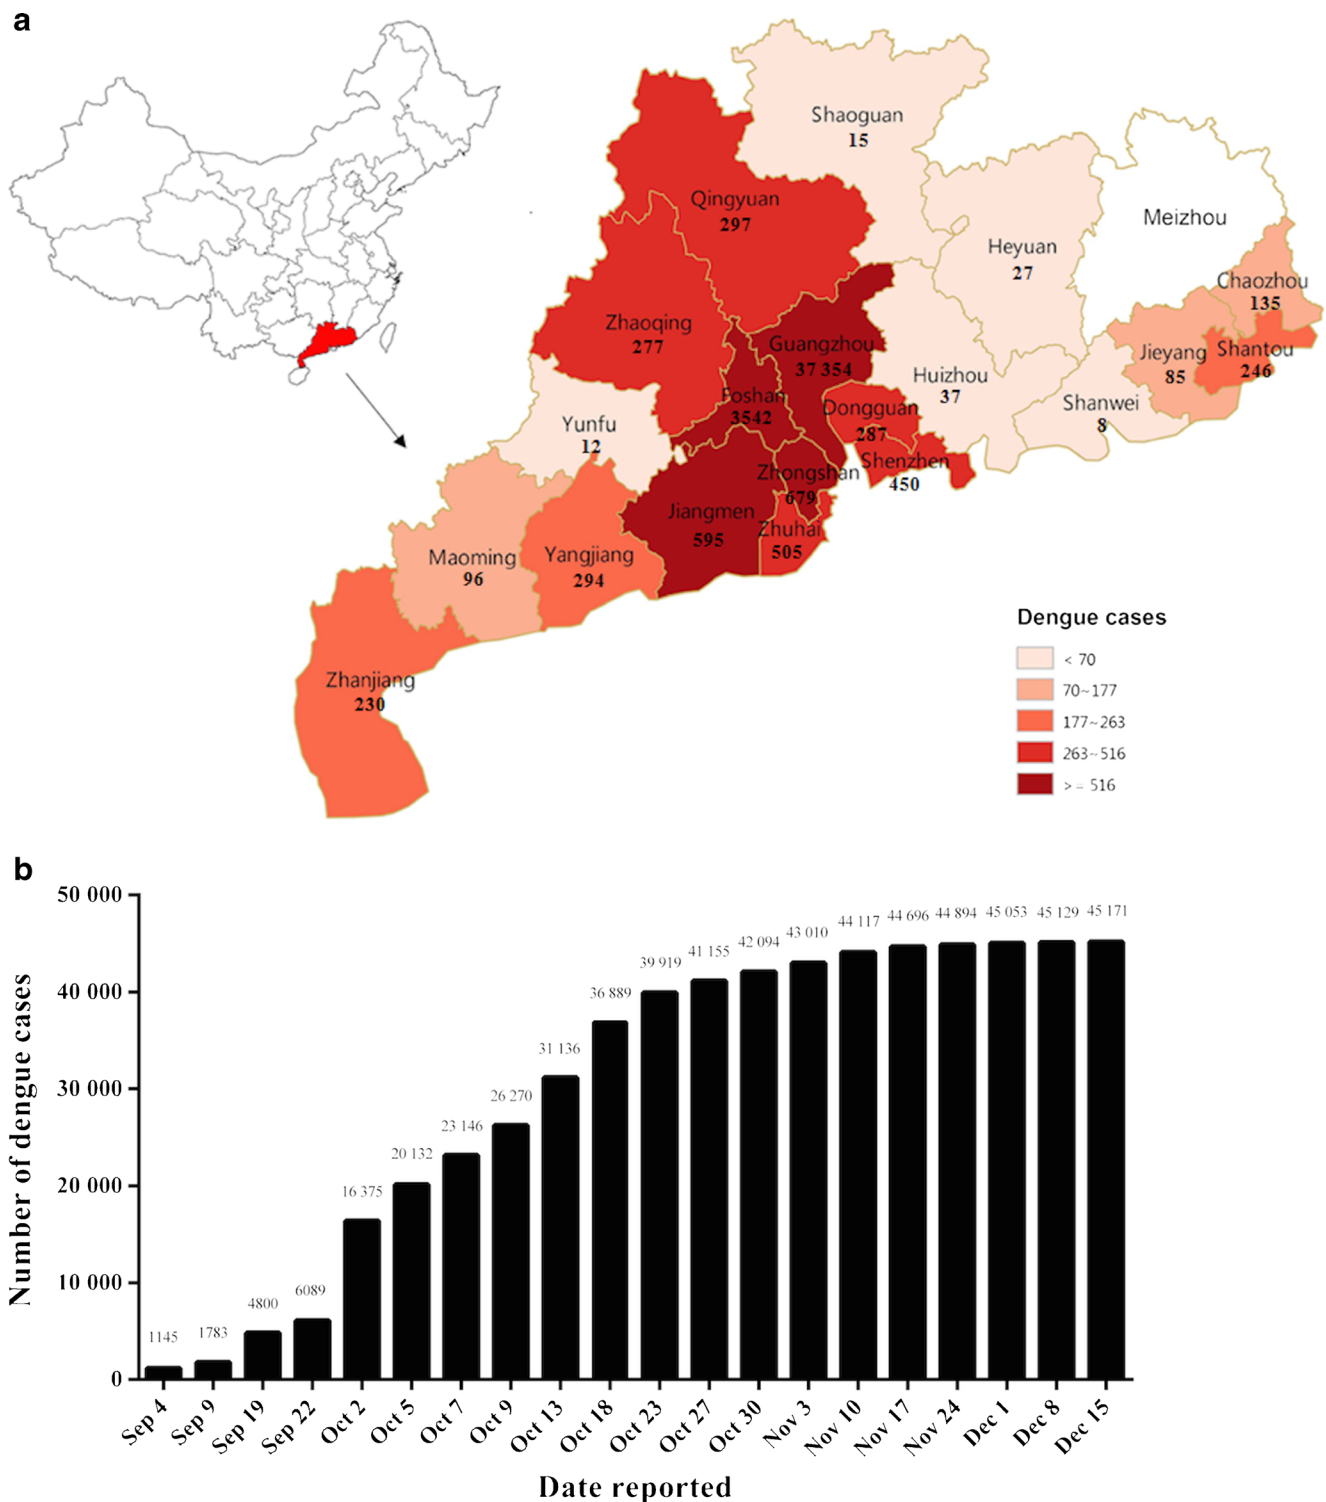 a
Shaoguan
15
Qingyuan
297
Meizhou
Heyuan
27
Chaozhou
135
Zhaoqing
277
Guangzhou
37 354
Jieyang
85
Shantou
246
Huizhou
37
Foshan
3542
Dongguan
287
Shanwei
8
Yunfu
12
Shenzhen
450
Zhongshan
679
Jiangmen
595
Zhuhai
505
Maoming
96
Yangjiang
294
Zhanjiang
230
Dengue cases
< 70
70~177
177~263
263~516
>= 516
b
Number of dengue cases
50 000
40 000
30 000
20 000
10 000
0
1145
1783
4800
6089
16 375
20 132
23 146
26 270
31 136
36 889
39 919
41 155
42 094
43 010
44 117
44 696
44 894
45 053
45 129
45 171
Sep 4
Sep 9
Sep 19
Sep 22
Oct 2
Oct 5
Oct 7
Oct 9
Oct 13
Oct 18
Oct 23
Oct 27
Oct 30
Nov 3
Nov 10
Nov 17
Nov 24
Dec 1
Dec 8
Dec 15
Date reported